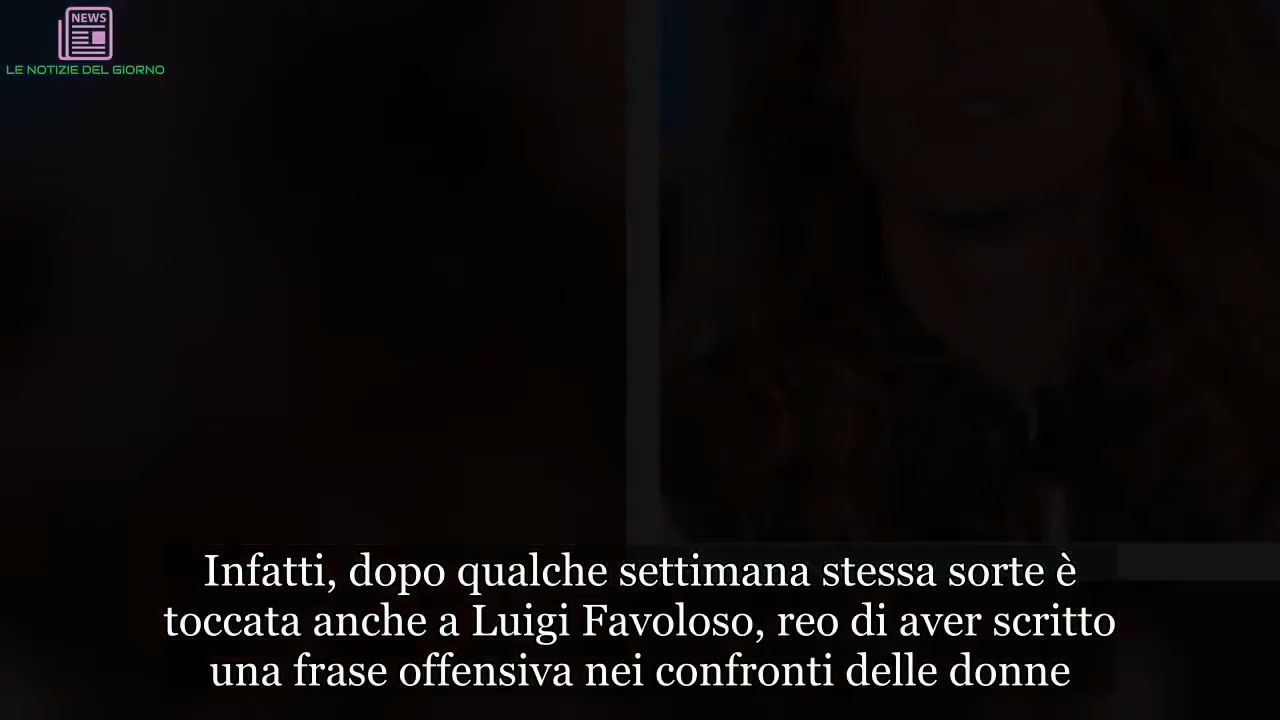 NEWS
LE NOTIZIE DEL GIORNO
Infatti, dopo qualche settimana stessa sorte è
toccata anche a Luigi Favoloso, reo di aver scritto
una frase offensiva nei confronti delle donne